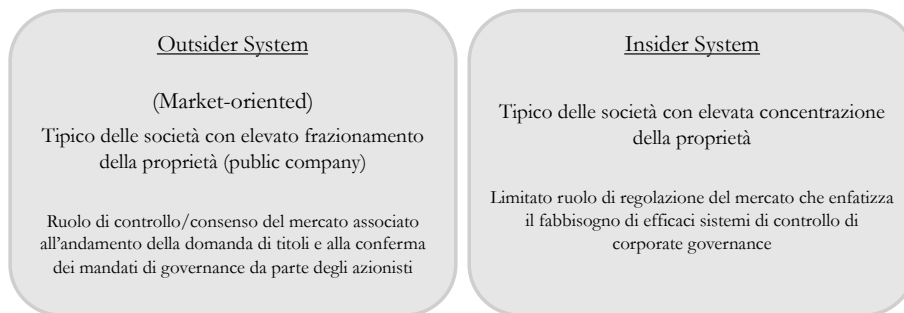 Outsider System
(Market-oriented)
Tipico delle società con elevato frazionamento
della proprietà (public company)
Ruolo di controllo/consenso del mercato associato
all'andamento della domanda di titoli e alla conferma
dei mandati di governance da parte degli azionisti
Insider System
Tipico delle società con elevata concentrazione
della proprietà
Limitato ruolo di regolazione del mercato che enfatizza
il fabbisogno di efficaci sistemi di controllo di
corporate governance